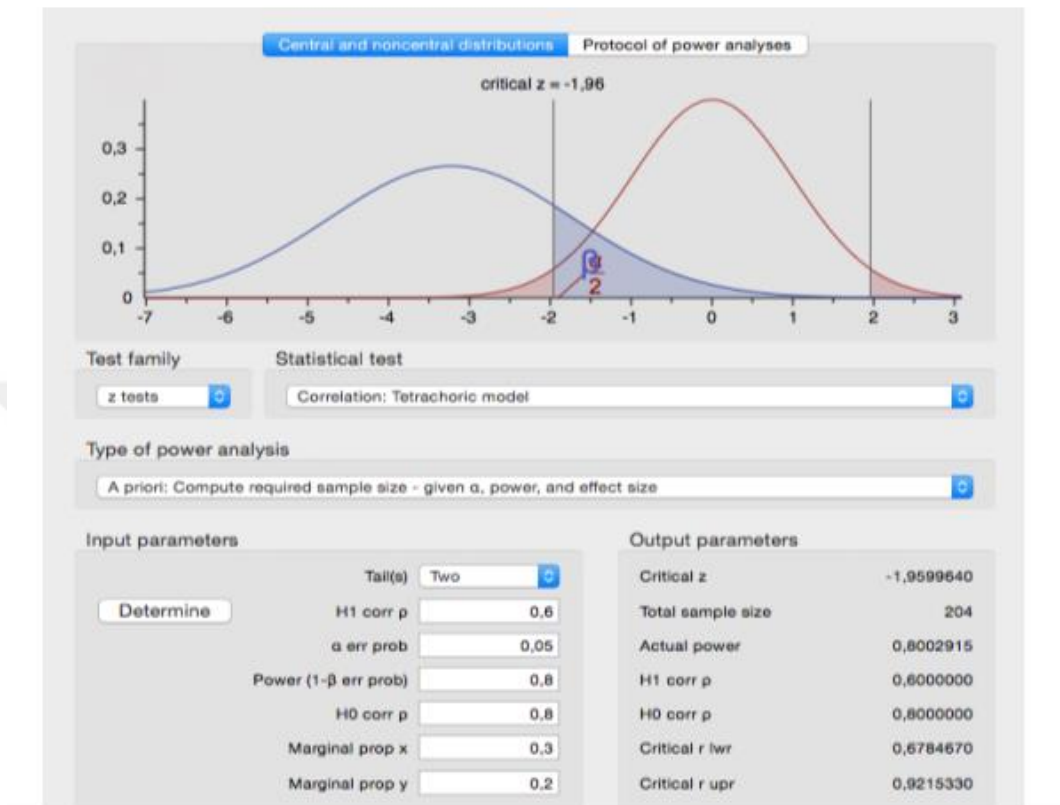 Central and noncentral distributions Protocol of power analyses
critical z = -1,96
0,3
0,2
0,1
0
β α
2
-7 -6 -5 -4 -3 -2 -1 0 1 2 3
Test family Statistical test
z tests Correlation: Tetrachoric model
Type of power analysis
A priori: Compute required sample size - given α, power, and effect size
Input parameters Output parameters
Tail(s) Two Critical z -1,9599640
Determine H1 corr ρ 0,6 Total sample size 204
α err prob 0,05 Actual power 0,8002915
Power (1-β err prob) 0,8 H1 corr ρ 0,6000000
H0 corr ρ 0,8 H0 corr ρ 0,8000000
Marginal prop x 0,3 Critical r lwr 0,6784670
Marginal prop y 0,2 Critical r upr 0,9215330